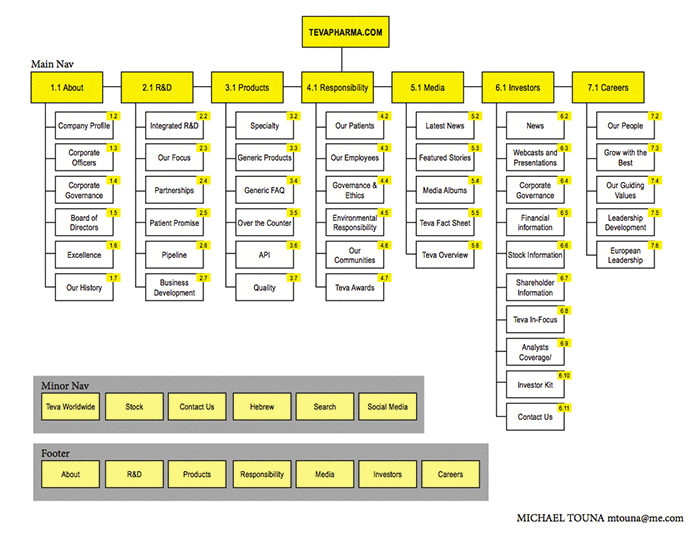 TEVAPHARMA.COM
Main Nav
1.1 About
2.1 R&D
3.1 Products
4.1 Responsibility
5.1 Media
6.1 Investors
7.1 Careers
1.2
Company Profile
1.3
Corporate
Officers
1.4
Corporate
Governance
1.5
Board of
Directors
1.6
Excellence
1.7
Our History
2.2
Integrated R&D
2.3
Our Focus
2.4
Partnerships
2.5
Patient Promise
2.6
Pipeline
2.7
Business
Development
3.2
Specialty
3.3
Generic Products
3.4
Generic FAQ
3.5
Over the Counter
3.6
API
3.7
Quality
4.2
Our Patients
4.3
Our Employees
4.4
Governance &
Ethics
4.5
Environmental
Responsibility
4.6
Our
Communities
4.7
Teva Awards
5.2
Latest News
5.3
Featured Stories
5.4
Media Albums
5.5
Teva Fact Sheet
5.6
Teva Overview
6.2
News
6.3
Webcasts and
Presentations
6.4
Corporate
Governance
6.5
Financial
information
6.6
Stock Information
6.7
Shareholder
Information
6.8
Teva In-Focus
6.9
Analysts
Coverage/
6.10
Investor Kit
6.11
Contact Us
7.2
Our People
7.3
Grow with the
Best
7.4
Our Guiding
Values
7.5
Leadership
Development
7.6
European
Leadership
Minor Nav
Teva Worldwide
Stock
Contact Us
Hebrew
Search
Social Media
Footer
About
R&D
Products
Responsibility
Media
Investors
Careers
MICHAEL TOUNA mtouna@me.com